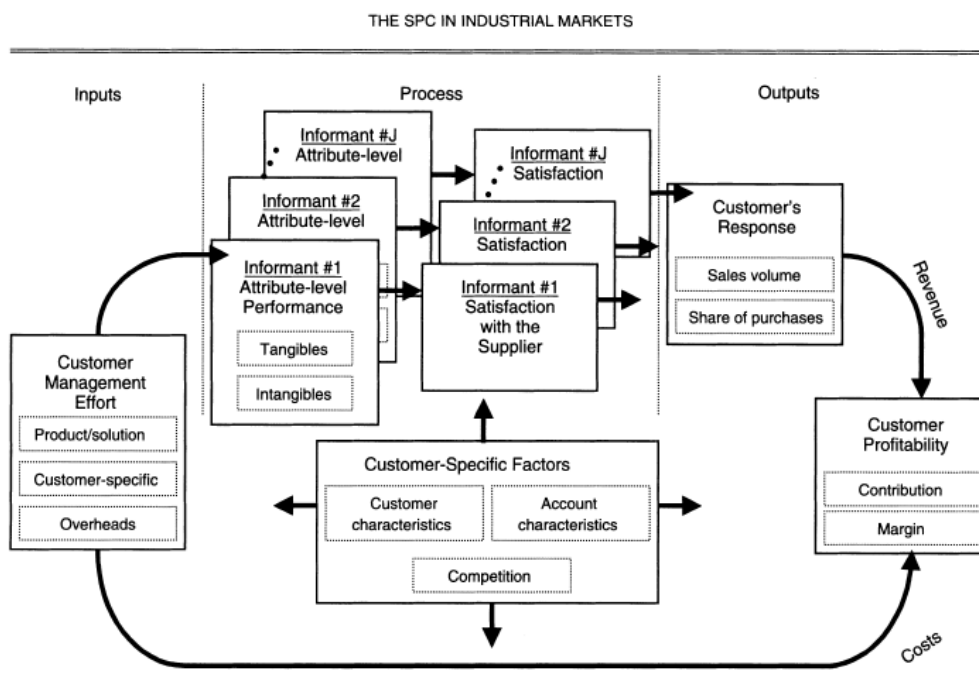 THE SPC IN INDUSTRIAL MARKETS
Inputs
Process
Outputs
Informant #J
Attribute-level
Informant #2
Attribute-level
Informant #1
Attribute-level
Performance
Tangibles
Intangibles
Informant #J
Satisfaction
Informant #2
Satisfaction
Informant #1
Satisfaction
with the
Supplier
Customer's
Response
Sales volume
Share of purchases
Revenue
Customer
Management
Effort
Product/solution
Customer-specific
Overheads
Customer-Specific Factors
Customer
characteristics
Account
characteristics
Competition
Customer
Profitability
Contribution
Margin
Costs